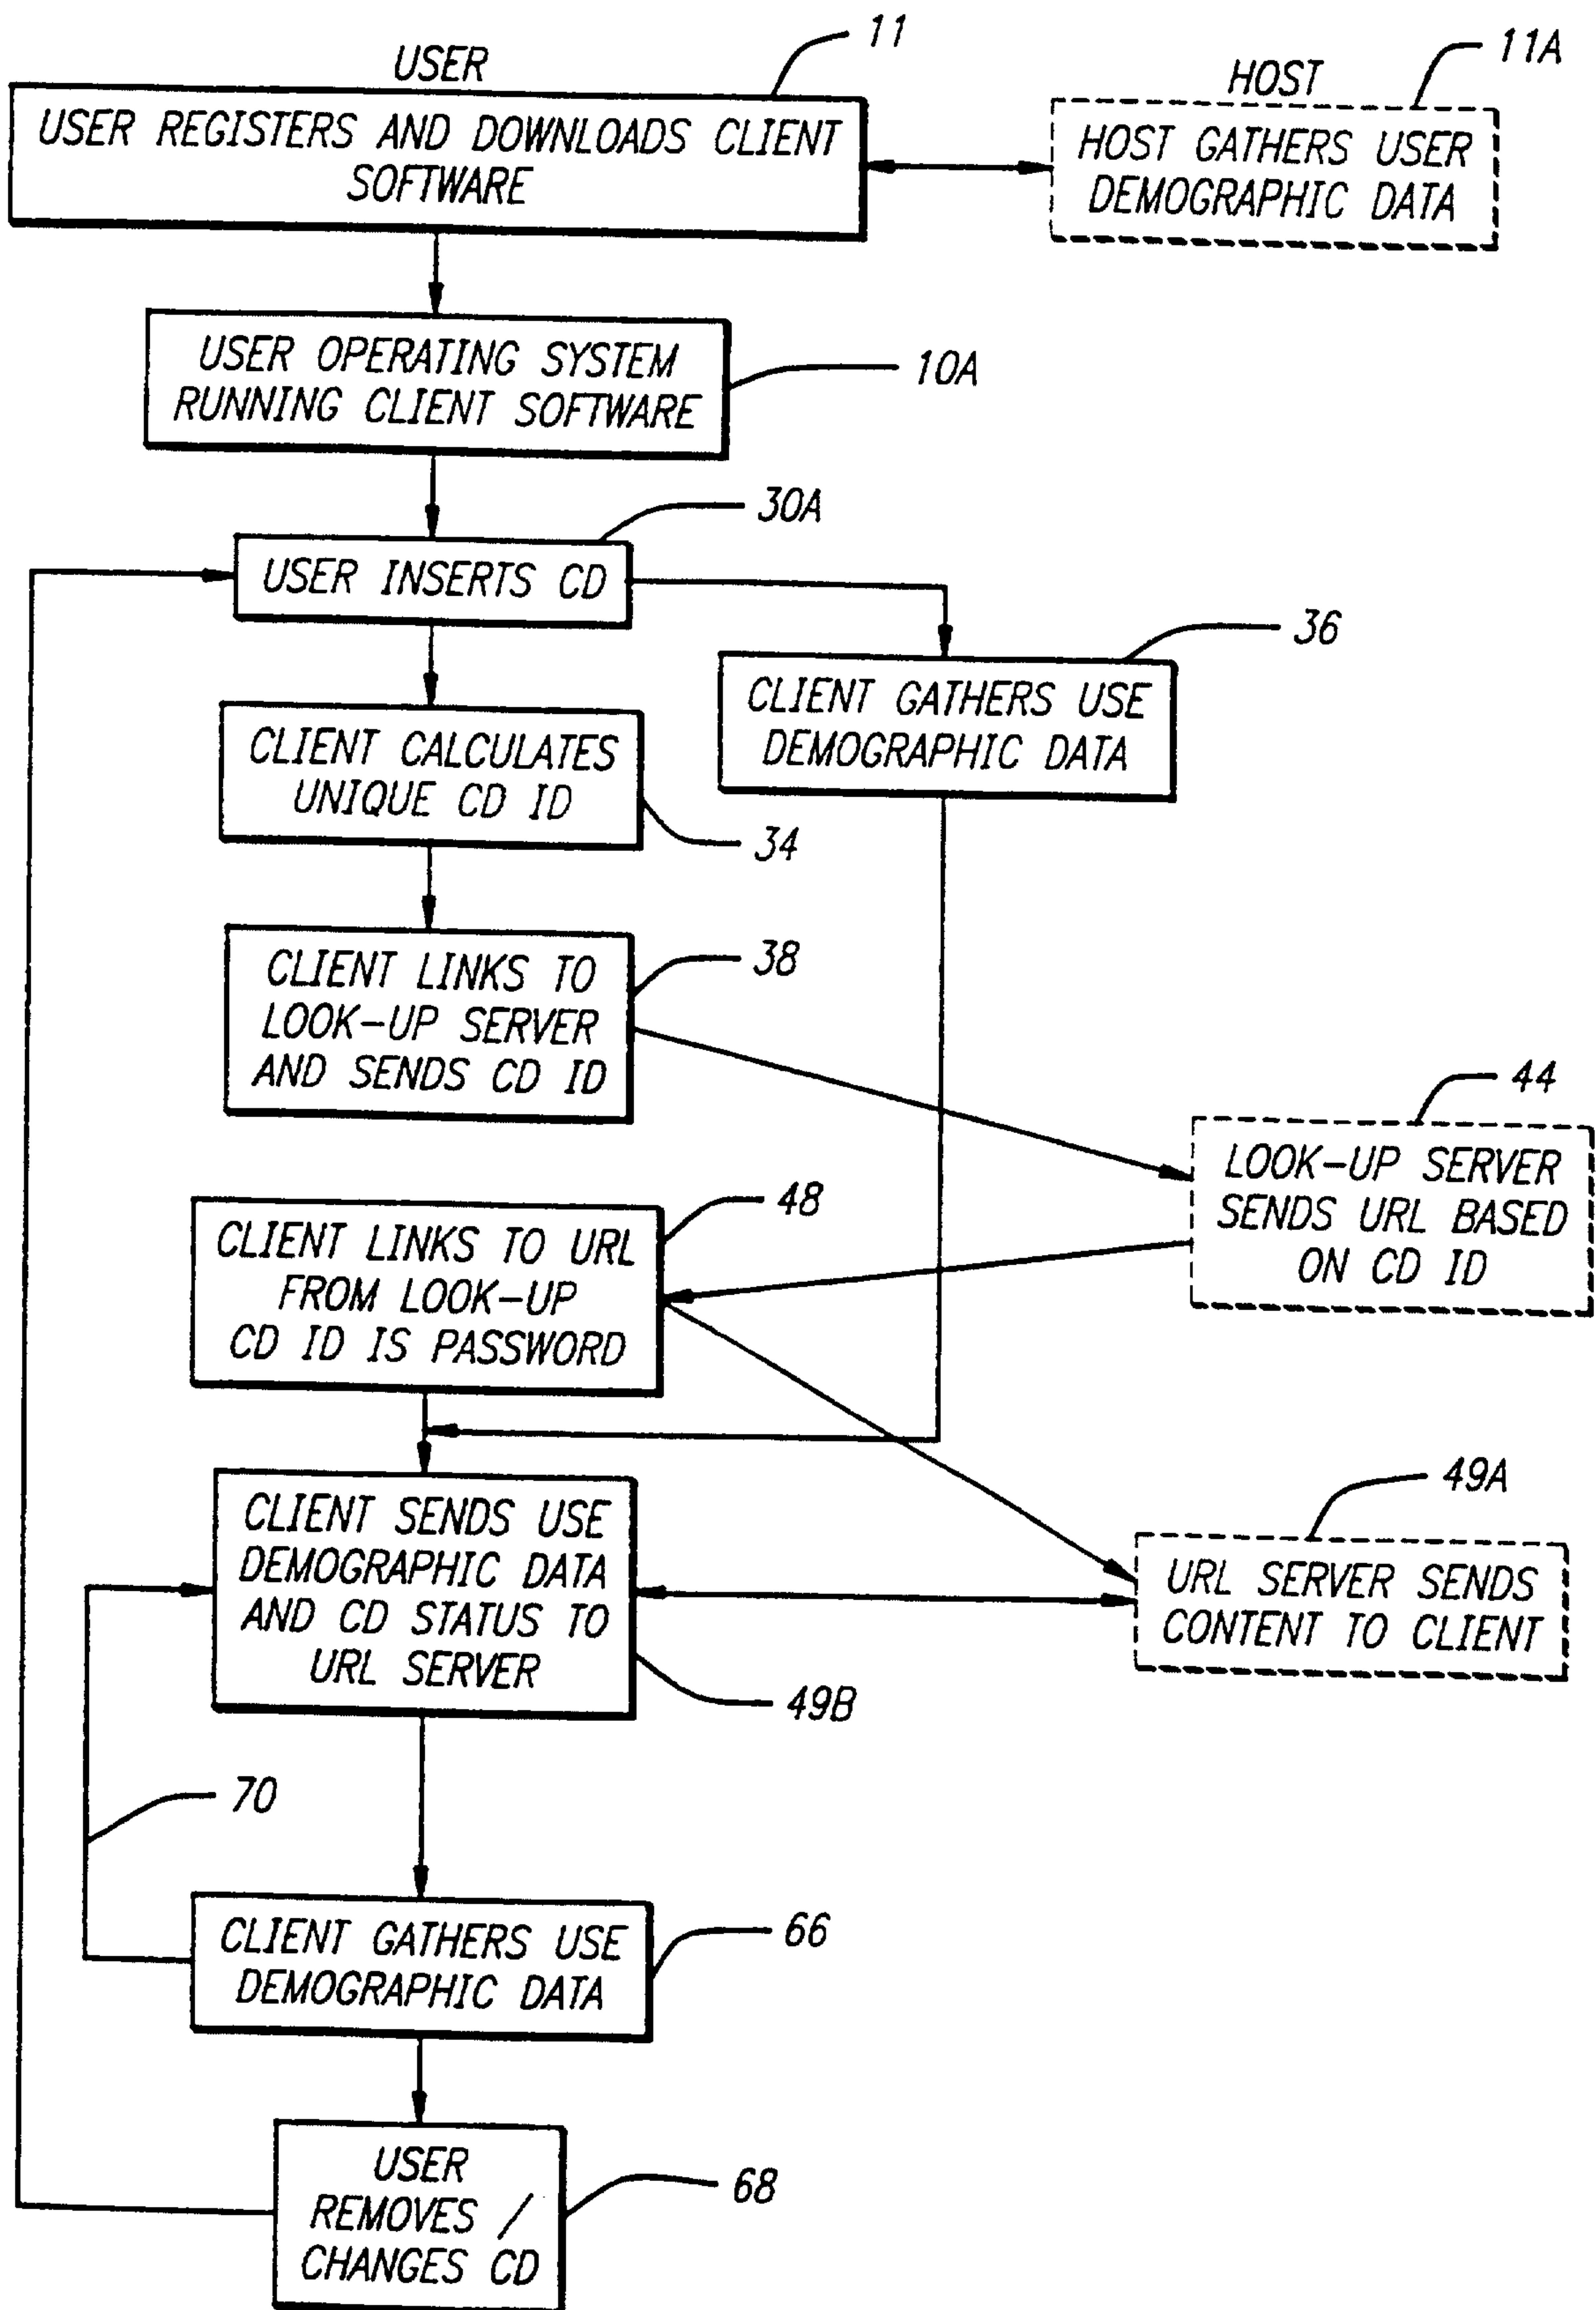 11
11A
USER
HOST
USER REGISTERS AND DOWNLOADS CLIENT
SOFTWARE
HOST GATHERS USER
DEMOGRAPHIC DATA
USER OPERATING SYSTEM
RUNNING CLIENT SOFTWARE
10A
30A
USER INSERTS CD
36
CLIENT GATHERS USE
DEMOGRAPHIC DATA
CLIENT CALCULATES
UNIQUE CD ID
34
CLIENT LINKS TO
LOOK-UP SERVER
AND SENDS CD ID
38
44
LOOK-UP SERVER
SENDS URL BASED
ON CD ID
48
CLIENT LINKS TO URL
FROM LOOK-UP
CD ID IS PASSWORD
CLIENT SENDS USE
DEMOGRAPHIC DATA
AND CD STATUS TO
URL SERVER
49B
49A
URL SERVER SENDS
CONTENT TO CLIENT
70
CLIENT GATHERS USE
DEMOGRAPHIC DATA
66
USER
REMOVES /
CHANGES CD
68